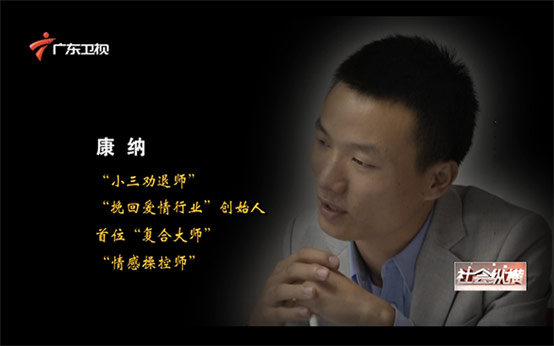 广东卫视
康纳
“小三劝退师”
“挽回爱情行业”创始人
首位“复合大师”
“情感操控师”
社会纵横